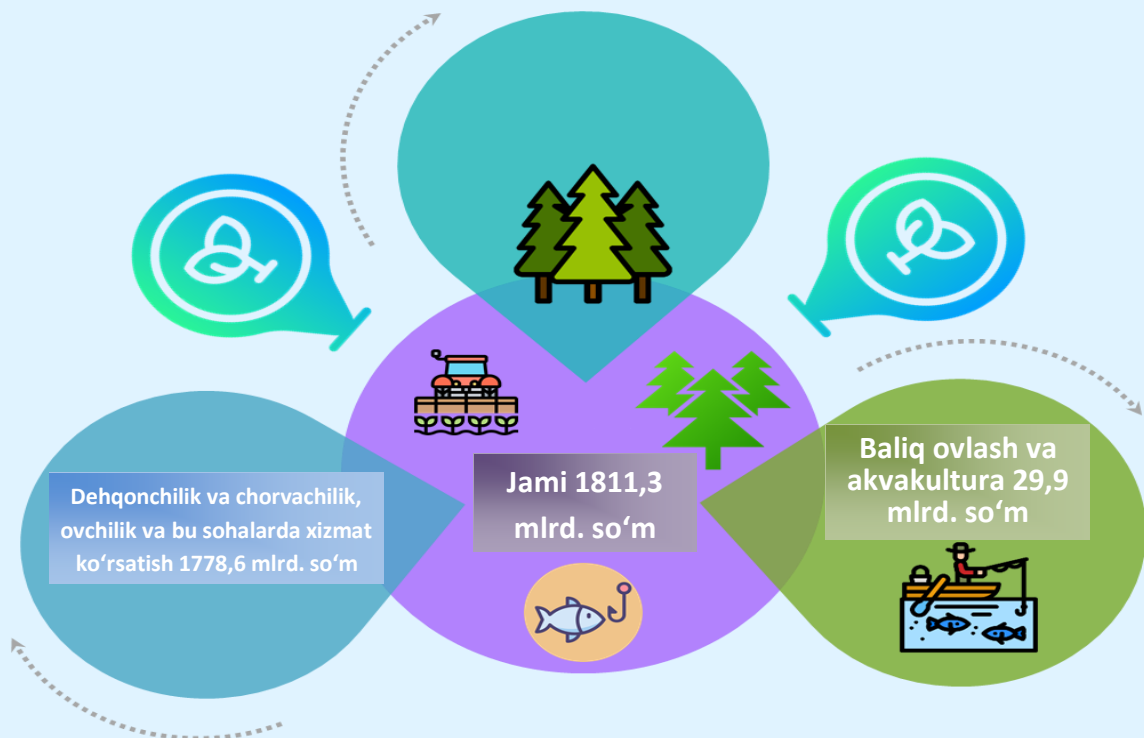 Dehqonchilik va chorvachilik,
ovchilik va bu sohalarda xizmat
ko‘rsatish 1778,6 mlrd. so‘m
Jami 1811,3
mlrd. so‘m
Baliq ovlash va
akvakultura 29,9
mlrd. so‘m